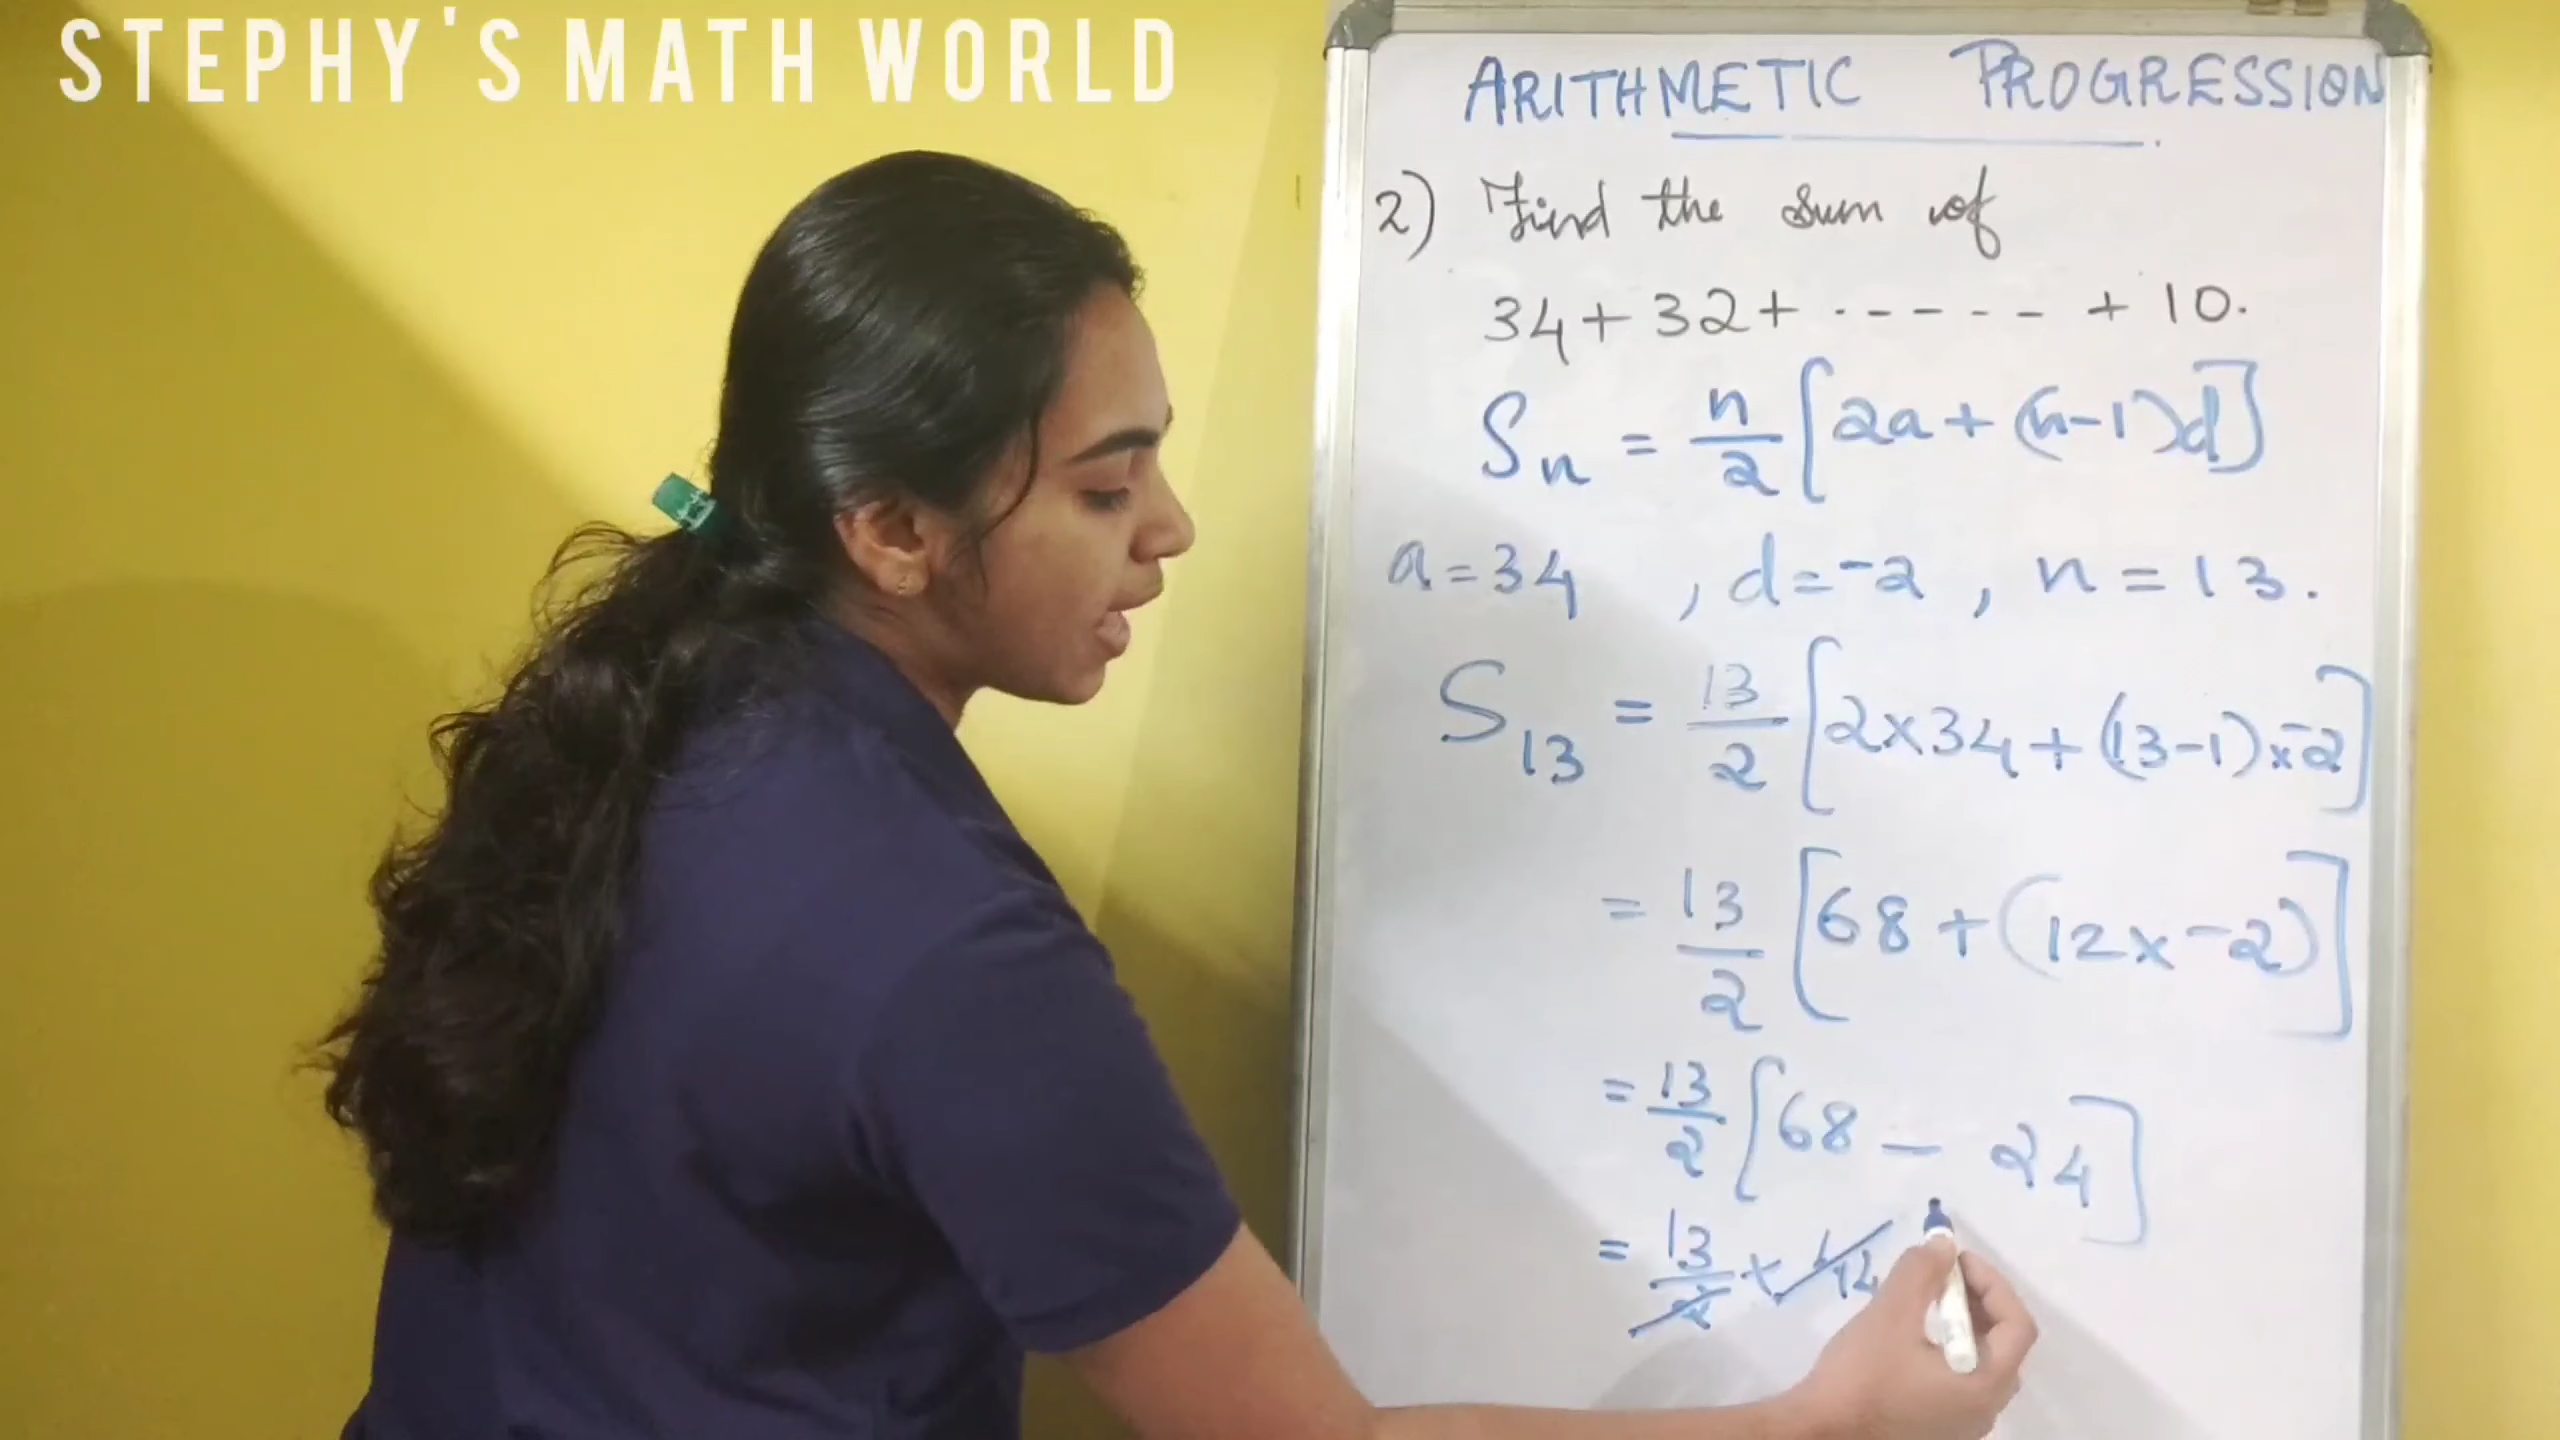 STEPHY'S MATH WORLD
ARITHMETIC PROGRESSION
2) Find the sum of
34 + 32 + ------ + 10.
Sn = n/2 [2a + (n-1)d]
a = 34 , d = -2 , n = 13.
S13 = 13/2 [2x34 + (13-1)x-2]
= 13/2 [68 + (12x-2)]
= 13/2 [68 - 24]
= 13/2 x